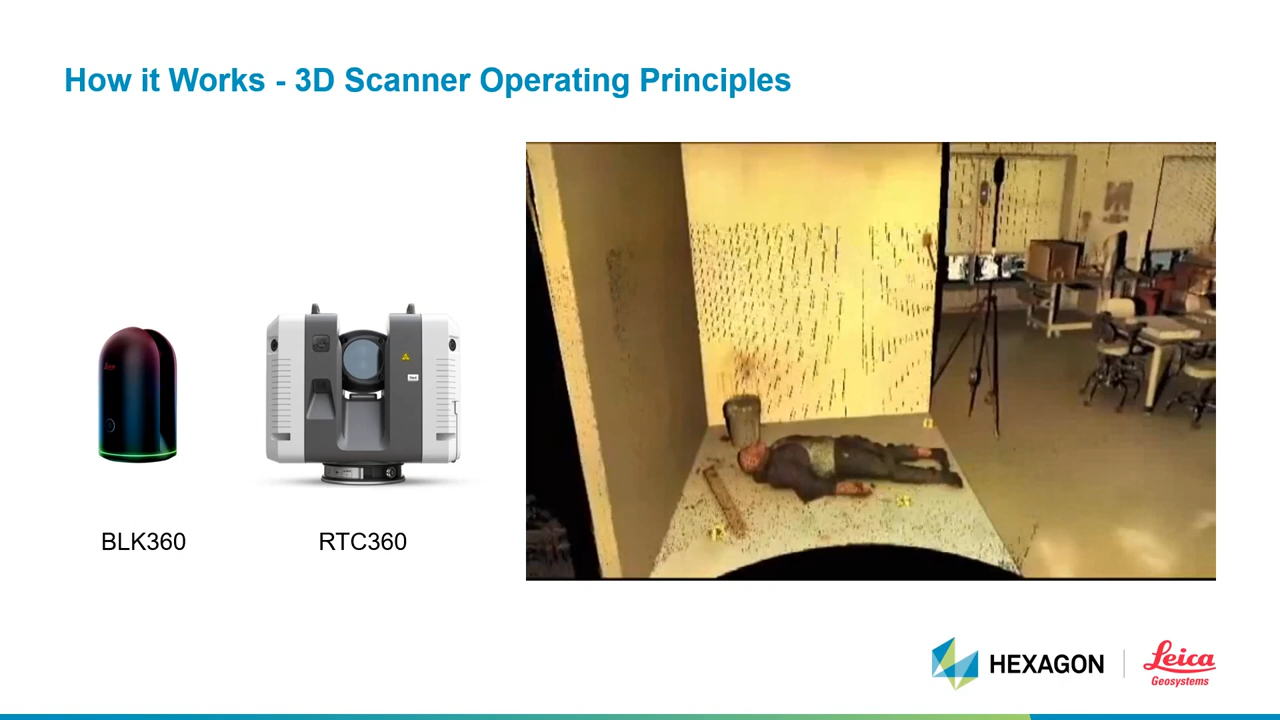 How it Works - 3D Scanner Operating Principles
BLK360
RTC360
HEXAGON
Leica
Geosystems